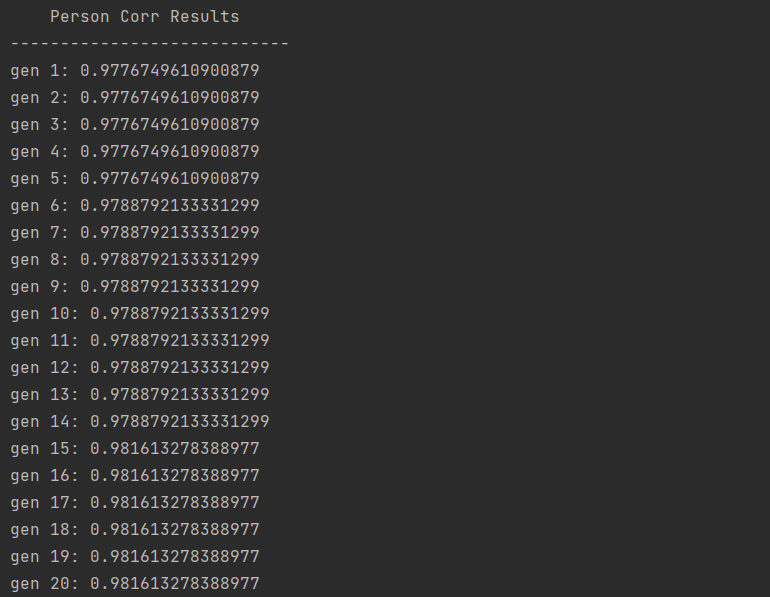 Person Corr Results
----------------------------
gen 1: 0.9776749610900879
gen 2: 0.9776749610900879
gen 3: 0.9776749610900879
gen 4: 0.9776749610900879
gen 5: 0.9776749610900879
gen 6: 0.9788792133331299
gen 7: 0.9788792133331299
gen 8: 0.9788792133331299
gen 9: 0.9788792133331299
gen 10: 0.9788792133331299
gen 11: 0.9788792133331299
gen 12: 0.9788792133331299
gen 13: 0.9788792133331299
gen 14: 0.9788792133331299
gen 15: 0.981613278388977
gen 16: 0.981613278388977
gen 17: 0.981613278388977
gen 18: 0.981613278388977
gen 19: 0.981613278388977
gen 20: 0.981613278388977